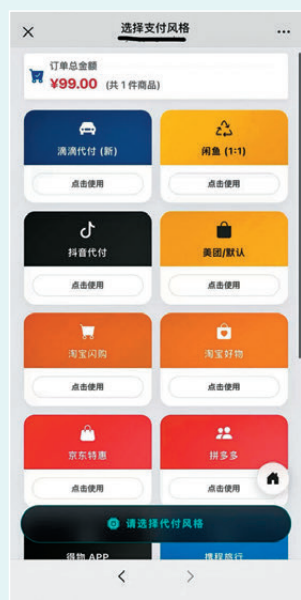 选择支付风格
订单总金额
¥99.00 (共1件商品)
滴滴代付 (新)
闲鱼 (1:1)
点击使用
点击使用
抖音代付
美团/默认
点击使用
点击使用
淘宝闪购
淘宝好物
点击使用
点击使用
京东特惠
拼多多
点击使用
点击使用
请选择代付风格
得物 APP
携程旅行